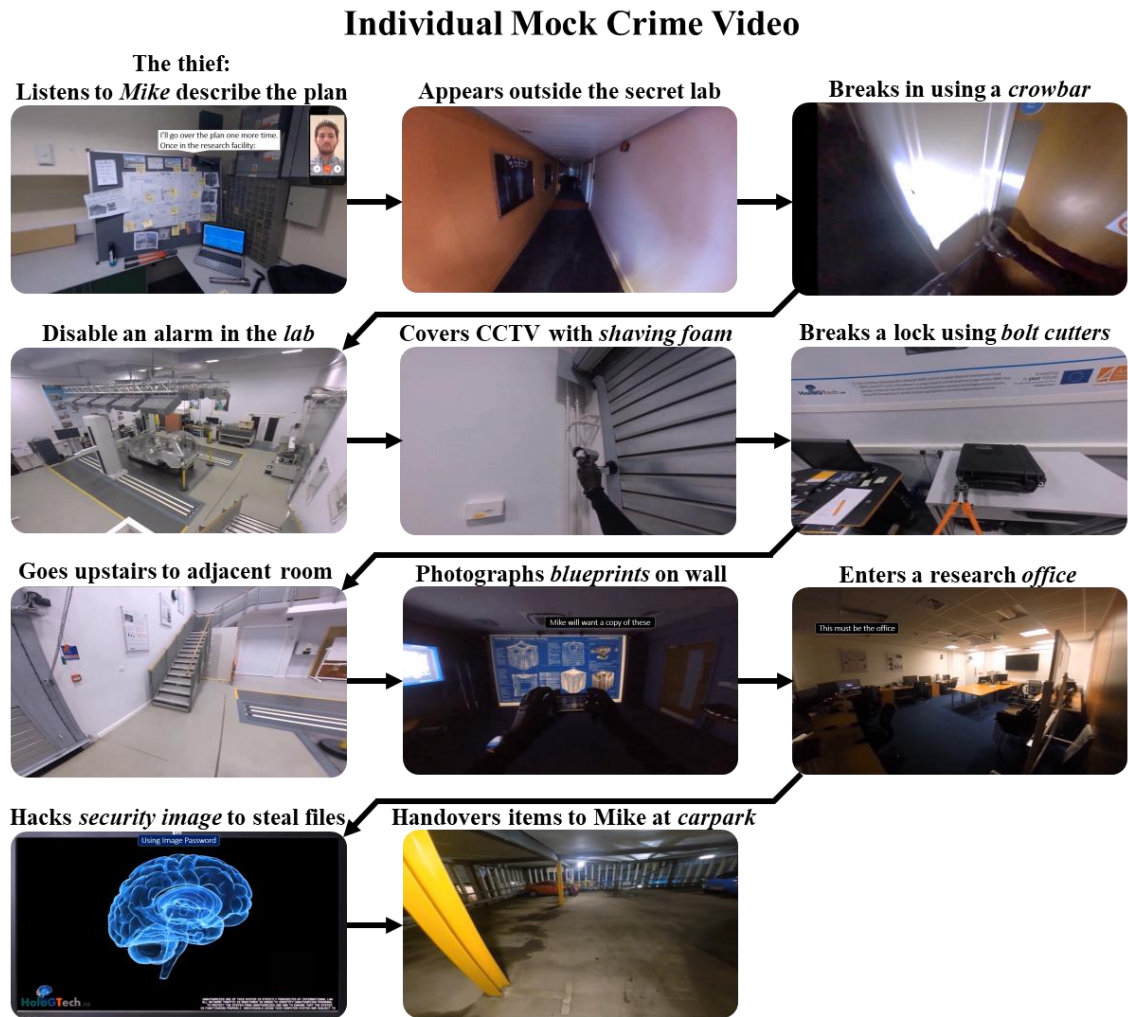 Individual Mock Crime Video
The thief:
Listens to Mike describe the plan
Appears outside the secret lab
Breaks in using a crowbar
I'll go over the plan one more time.
Once in the research facility:
Disable an alarm in the lab
Covers CCTV with shaving foam
Breaks a lock using bolt cutters
HoloGTech
Goes upstairs to adjacent room
Photographs blueprints on wall
Enters a research office
Mike will want a copy of these
This must be the office
Hacks security image to steal files
Handovers items to Mike at carpark
Using Image Password
HoloGTech